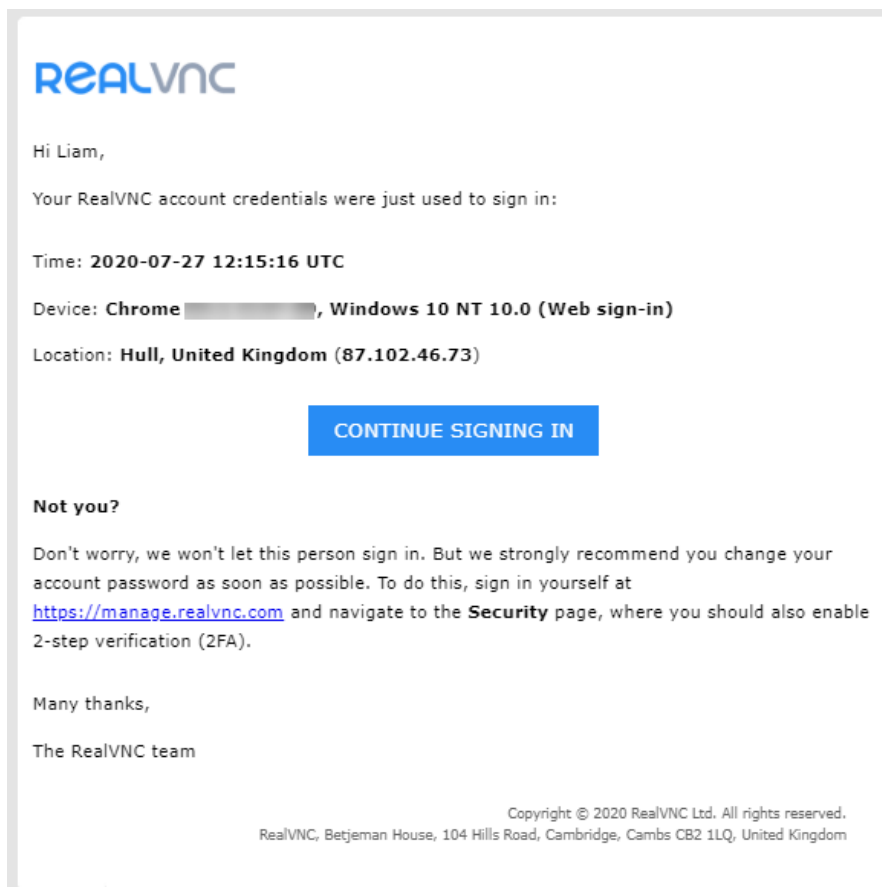 REALVNC
Hi Liam,
Your RealVNC account credentials were just used to sign in:
Time: 2020-07-27 12:15:16 UTC
Device: Chrome , Windows 10 NT 10.0 (Web sign-in)
Location: Hull, United Kingdom (87.102.46.73)
CONTINUE SIGNING IN
Not you?
Don't worry, we won't let this person sign in. But we strongly recommend you change your
account password as soon as possible. To do this, sign in yourself at
https://manage.realvnc.com and navigate to the Security page, where you should also enable
2-step verification (2FA).
Many thanks,
The RealVNC team
Copyright © 2020 RealVNC Ltd. All rights reserved.
RealVNC, Betjeman House, 104 Hills Road, Cambridge, Cambs CB2 1LQ, United Kingdom